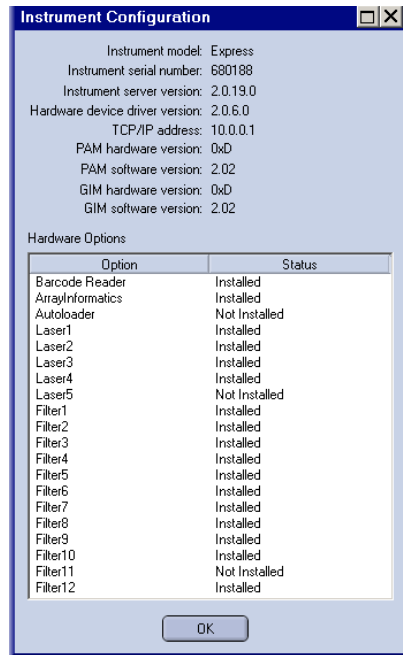 Instrument Configuration
Instrument model: Express
Instrument serial number: 680188
Instrument server version: 2.0.19.0
Hardware device driver version: 2.0.6.0
TCP/IP address: 10.0.0.1
PAM hardware version: 0xD
PAM software version: 2.02
GIM hardware version: 0xD
GIM software version: 2.02
Hardware Options
Option Status
Barcode Reader Installed
ArrayInformatics Installed
Autoloader Not Installed
Laser1 Installed
Laser2 Installed
Laser3 Installed
Laser4 Installed
Laser5 Not Installed
Filter1 Installed
Filter2 Installed
Filter3 Installed
Filter4 Installed
Filter5 Installed
Filter6 Installed
Filter7 Installed
Filter8 Installed
Filter9 Installed
Filter10 Installed
Filter11 Not Installed
Filter12 Installed
OK